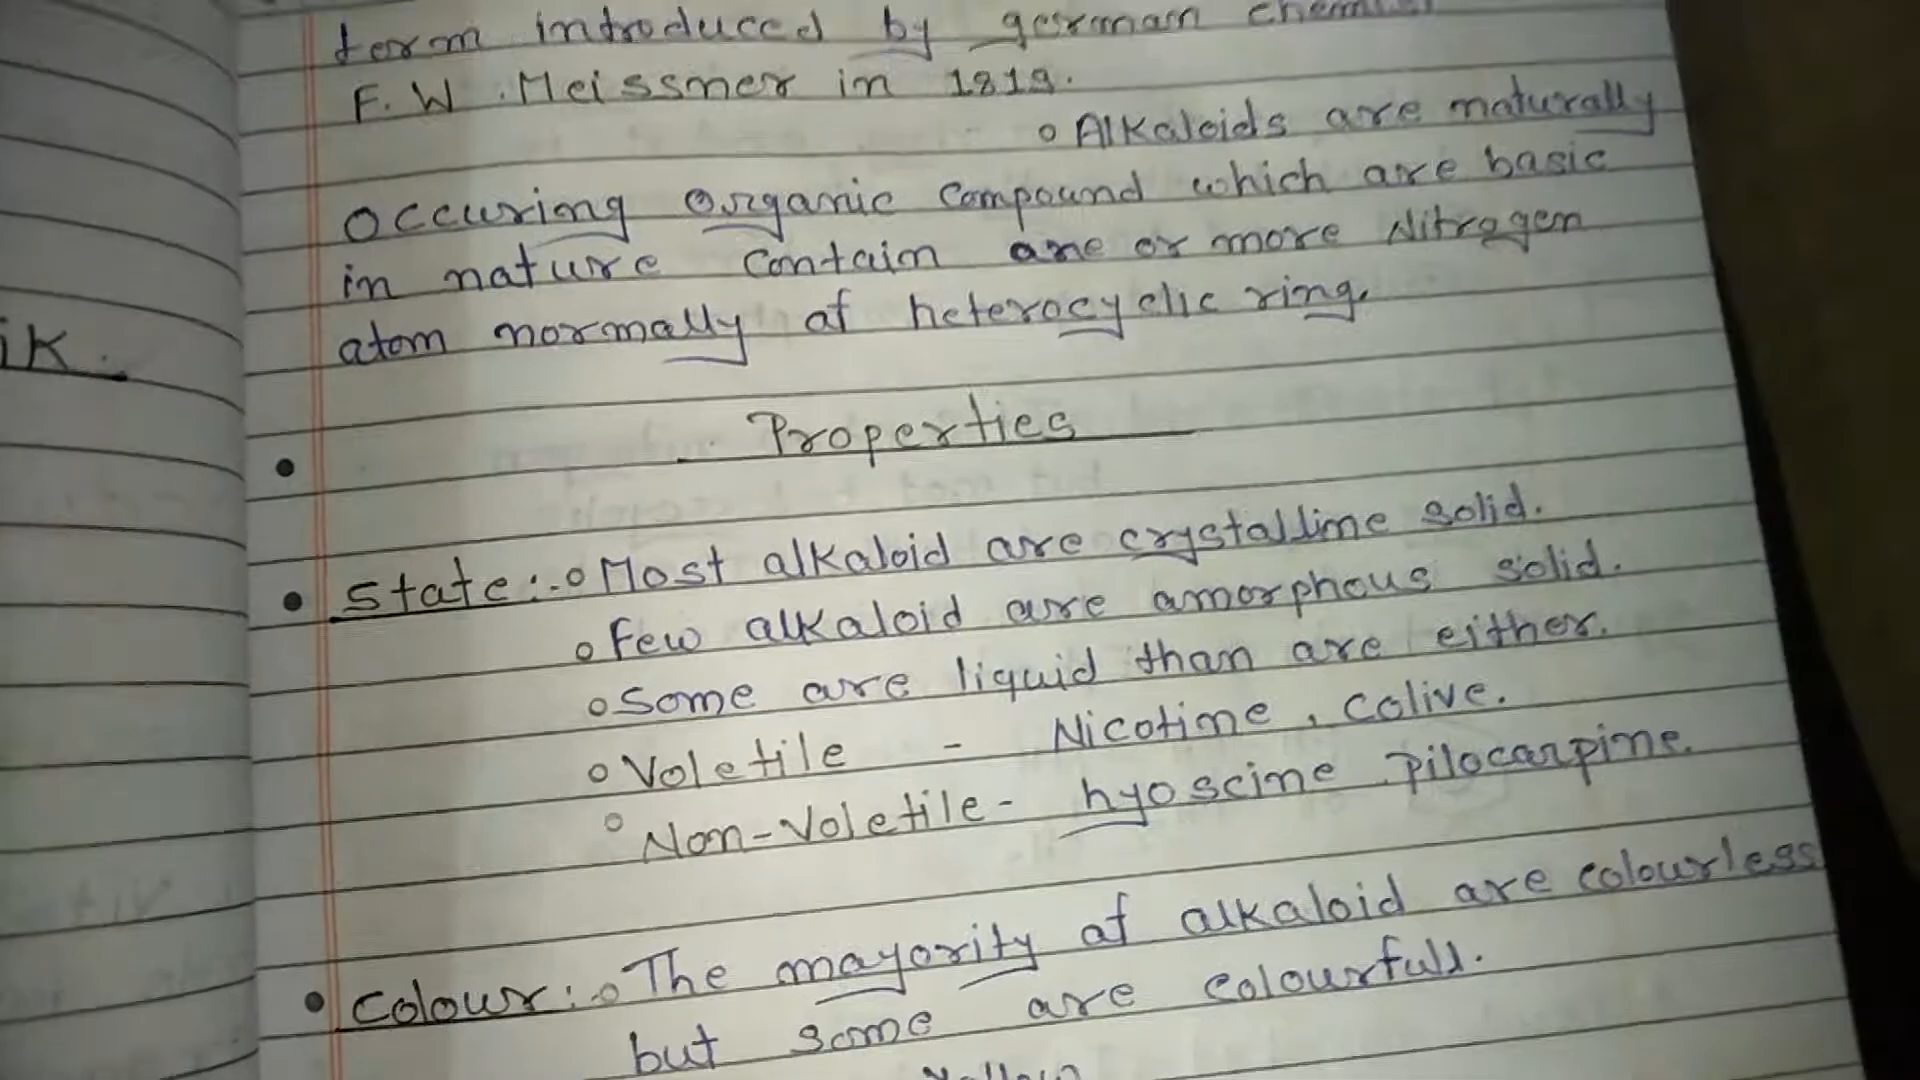 term introduced by german
F. W. Meissner in 1819.
o Alkaloids are naturally
Occuring organic compound which are basic
in nature contain one or more Nitrogen
atom normally of heterocyclic ring.
iK.
Properties
• State:- o Most alkaloid are crystalline solid.
o Few alkaloid are amorphous solid.
o Some are liquid than are either.
o Voletile - Nicotine, colive.
o Non-Voletile - hyoscine pilocarpine.
• Colour:- o The mayority of alkaloid are colourless
but some are colourfull.